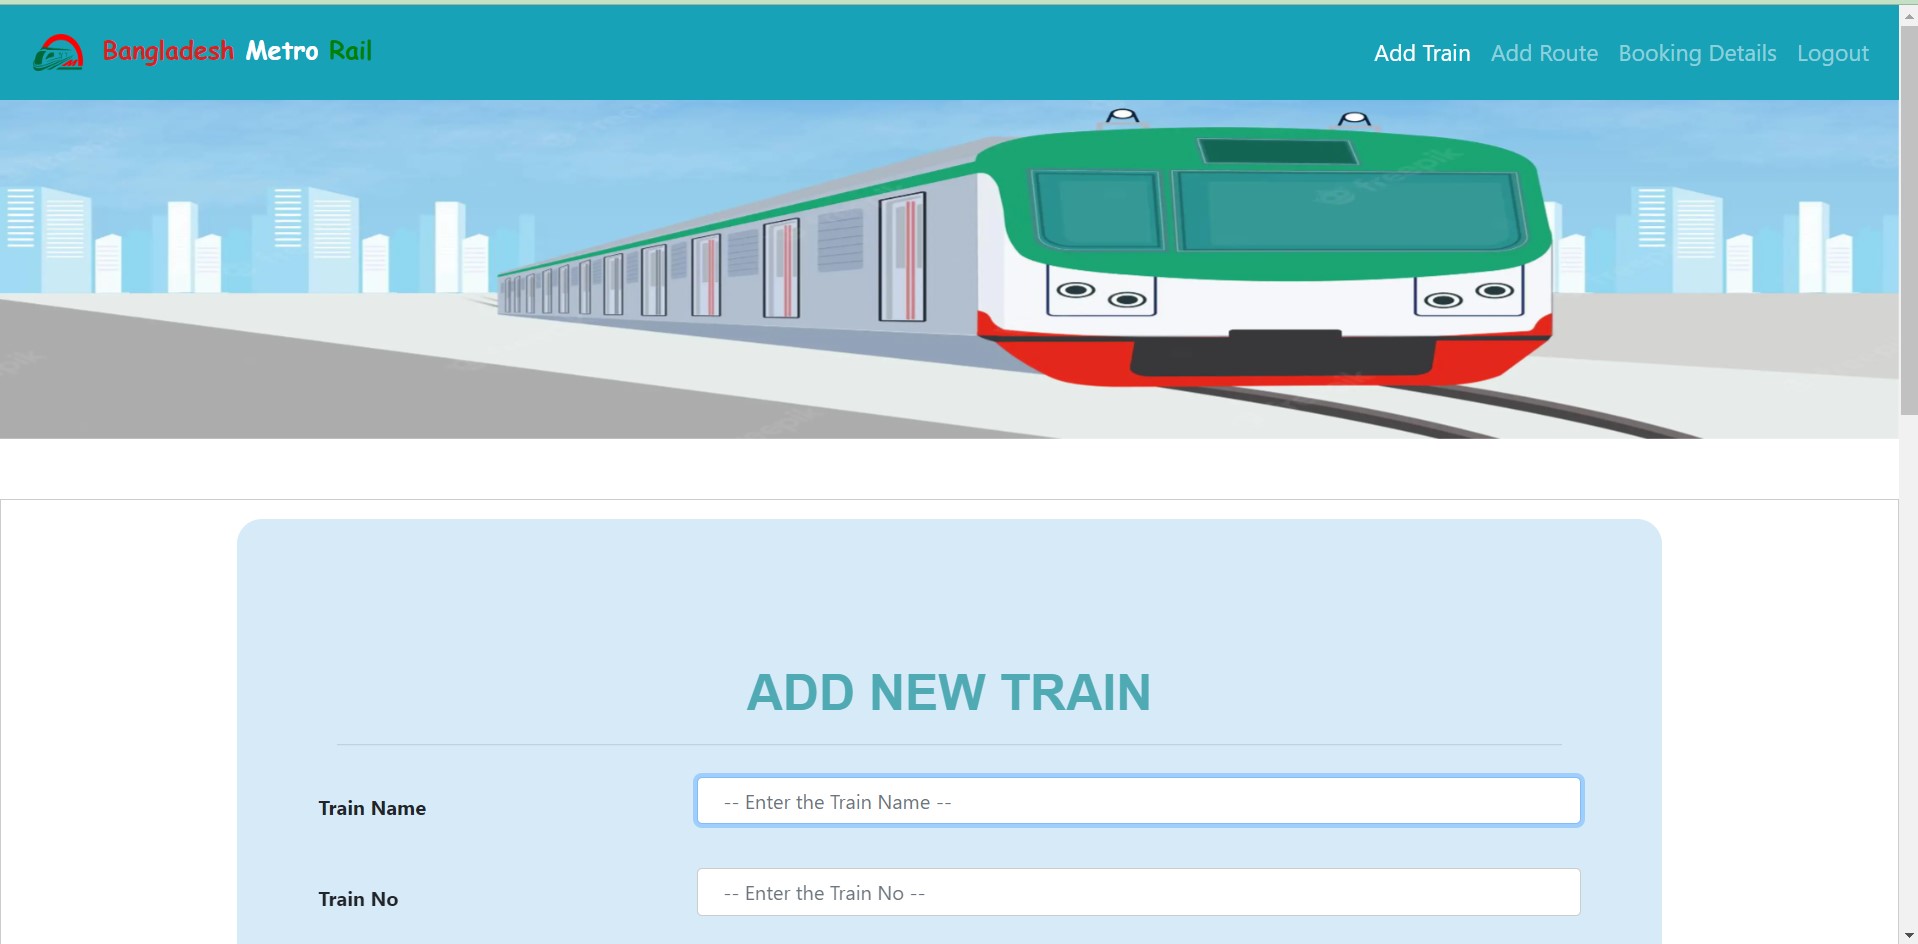 Bangladesh Metro Rail
Add Train Add Route Booking Details Logout
freepik
ADD NEW TRAIN
Train Name
-- Enter the Train Name --
Train No
-- Enter the Train No --